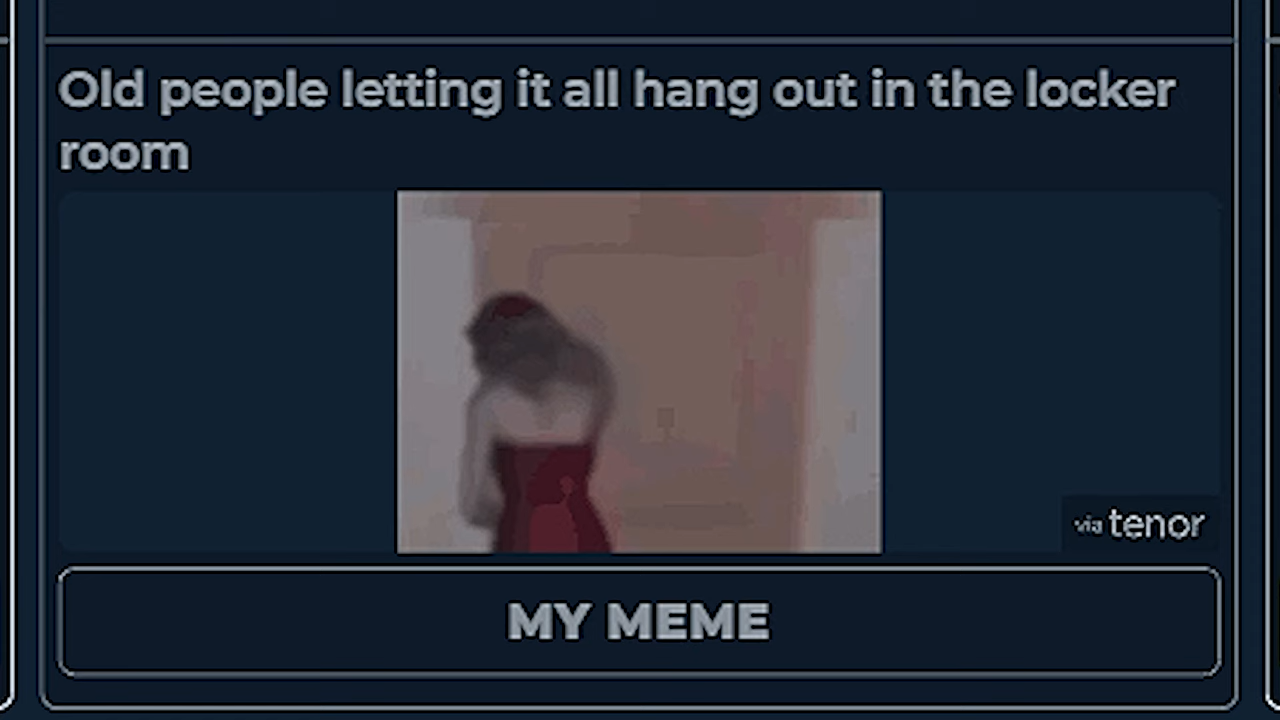 Old people letting it all hang out in the locker
room
via tenor
MY MEME